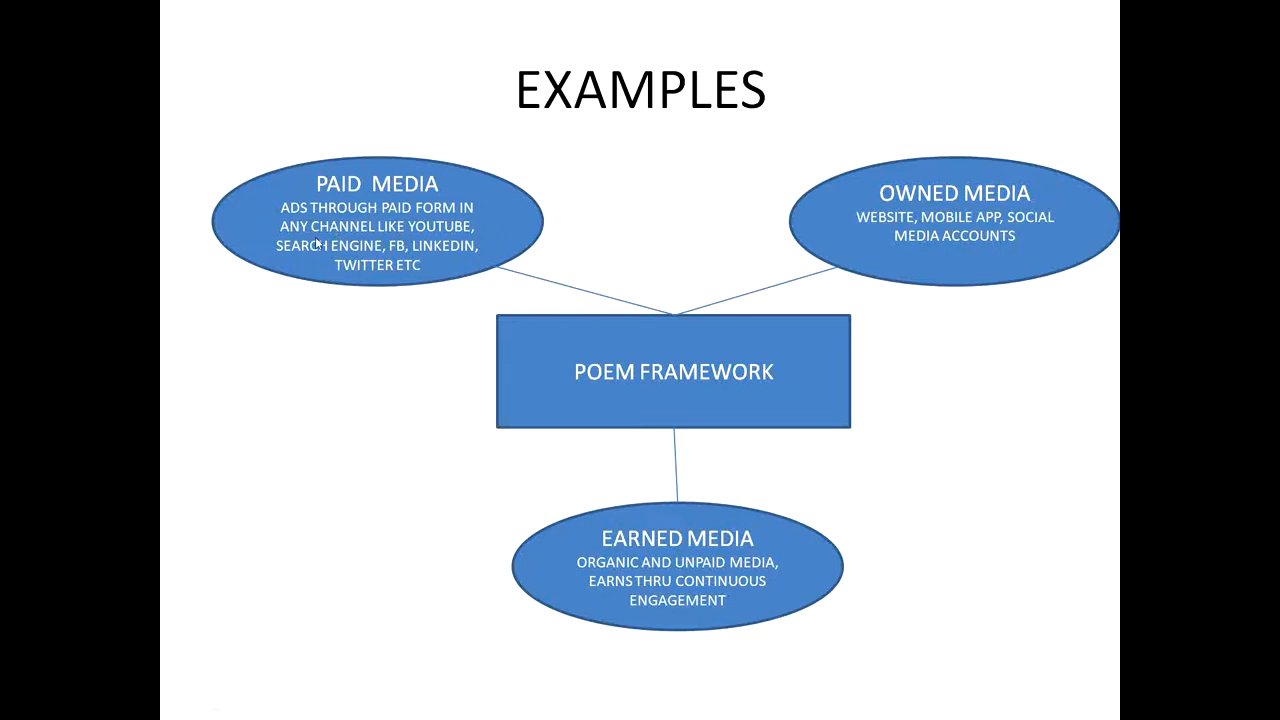 EXAMPLES
PAID MEDIA
ADS THROUGH PAID FORM IN
ANY CHANNEL LIKE YOUTUBE,
SEARCH ENGINE, FB, LINKEDIN,
TWITTER ETC
OWNED MEDIA
WEBSITE, MOBILE APP, SOCIAL
MEDIA ACCOUNTS
POEM FRAMEWORK
EARNED MEDIA
ORGANIC AND UNPAID MEDIA,
EARNS THRU CONTINUOUS
ENGAGEMENT